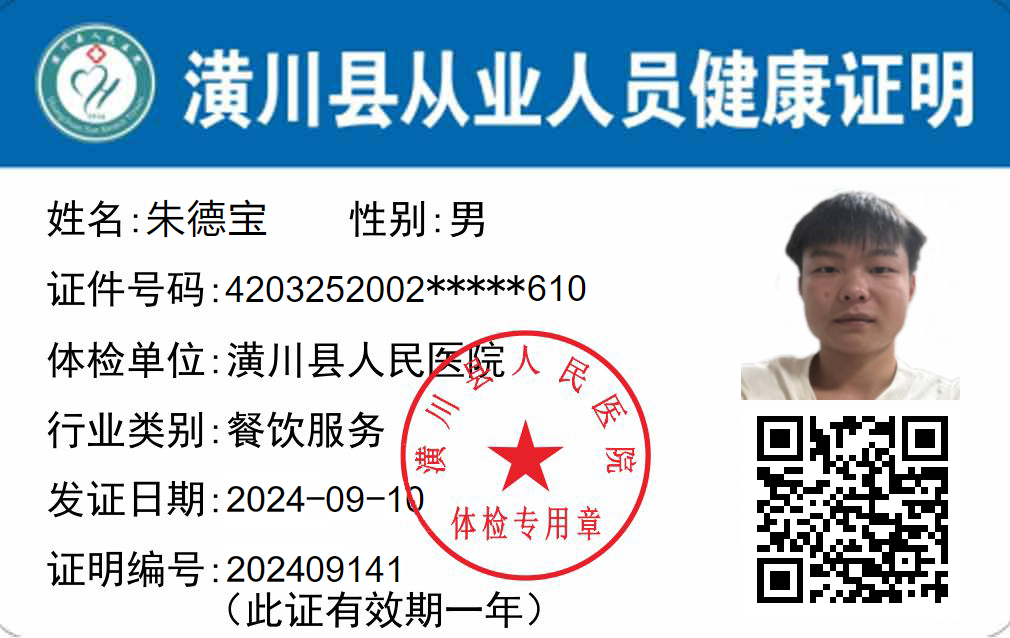 潢川县从业人员健康证明
姓名:朱德宝 性别:男
证件号码:4203252002*****610
体检单位:潢川县人民医院
行业类别:餐饮服务
发证日期:2024-09-10
证明编号:202409141
(此证有效期一年)
潢川县人民医院
体检专用章